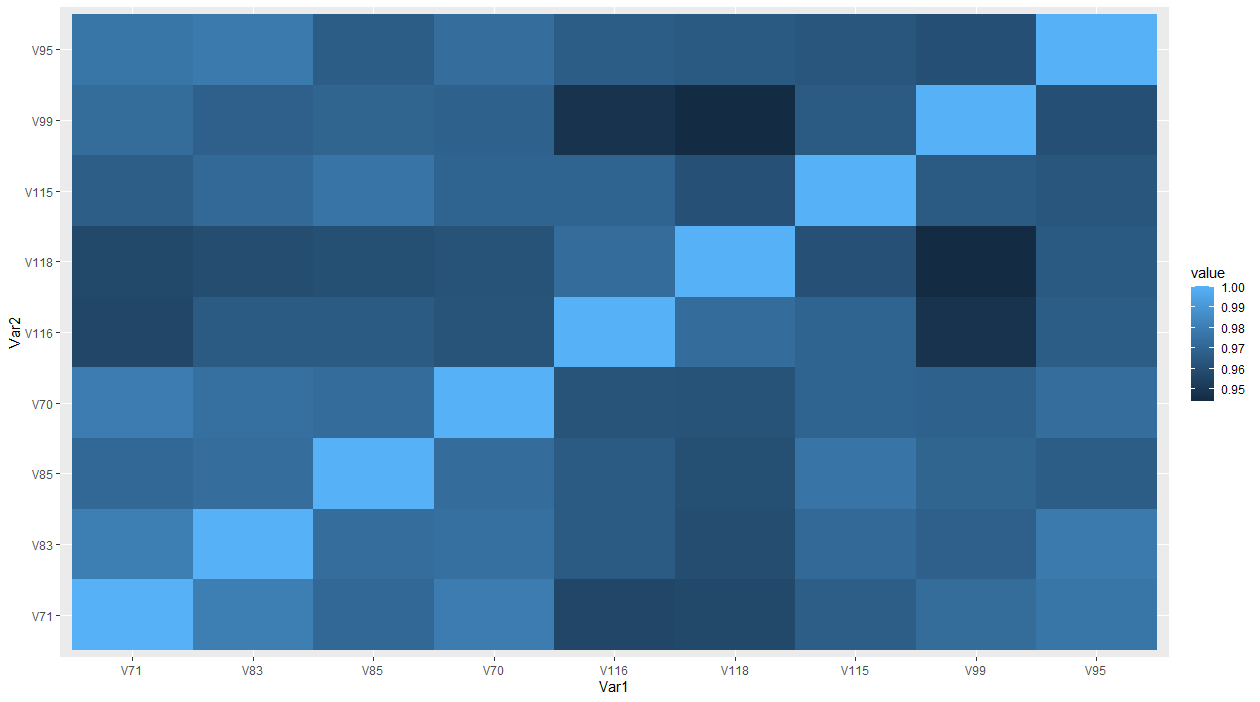 V95
V99
V115
V118
V116
V70
V85
V83
V71
Var2
V71 V83 V85 V70 V116 V118 V115 V99 V95
Var1
value
1.00
0.99
0.98
0.97
0.96
0.95